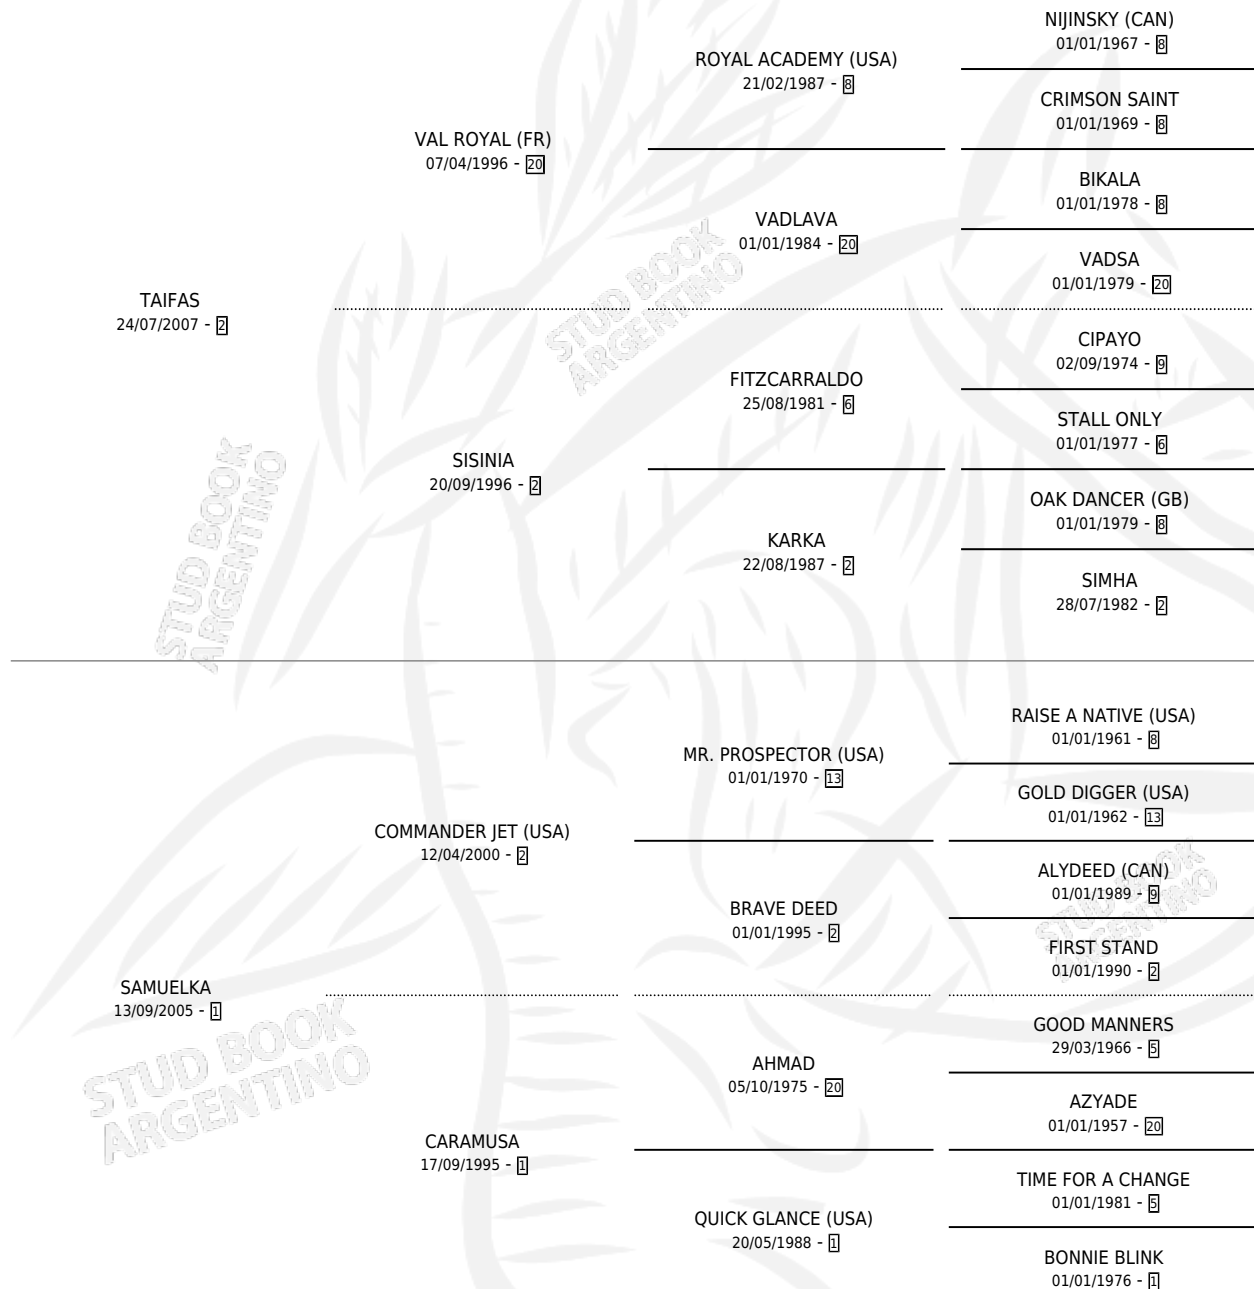 NIJINSKY (CAN)
01/01/1967 - 8
ROYAL ACADEMY (USA)
21/02/1987 - 8
CRIMSON SAINT
01/01/1969 - 8
VAL ROYAL (FR)
07/04/1996 - 20
BIKALA
01/01/1978 - 8
VADLAVA
01/01/1984 - 20
VADSA
01/01/1979 - 20
TAIFAS
24/07/2007 - 2
CIPAYO
02/09/1974 - 9
FITZCARRALDO
25/08/1981 - 6
STALL ONLY
01/01/1977 - 6
SISINIA
20/09/1996 - 2
OAK DANCER (GB)
01/01/1979 - 8
KARKA
22/08/1987 - 2
SIMHA
28/07/1982 - 2
RAISE A NATIVE (USA)
01/01/1961 - 8
MR. PROSPECTOR (USA)
01/01/1970 - 13
GOLD DIGGER (USA)
01/01/1962 - 13
COMMANDER JET (USA)
12/04/2000 - 2
ALYDEED (CAN)
01/01/1989 - 9
BRAVE DEED
01/01/1995 - 2
FIRST STAND
01/01/1990 - 2
SAMUELKA
13/09/2005 - 1
GOOD MANNERS
29/03/1966 - 5
AHMAD
05/10/1975 - 20
AZYADE
01/01/1957 - 20
CARAMUSA
17/09/1995 - 1
TIME FOR A CHANGE
01/01/1981 - 5
QUICK GLANCE (USA)
20/05/1988 - 1
BONNIE BLINK
01/01/1976 - 1
STUD BOOK
ARGENTINO
STUD BOOK
ARGENTINO
STUD BOOK
ARGENTINO
STUD BOOK
ARGENTINO